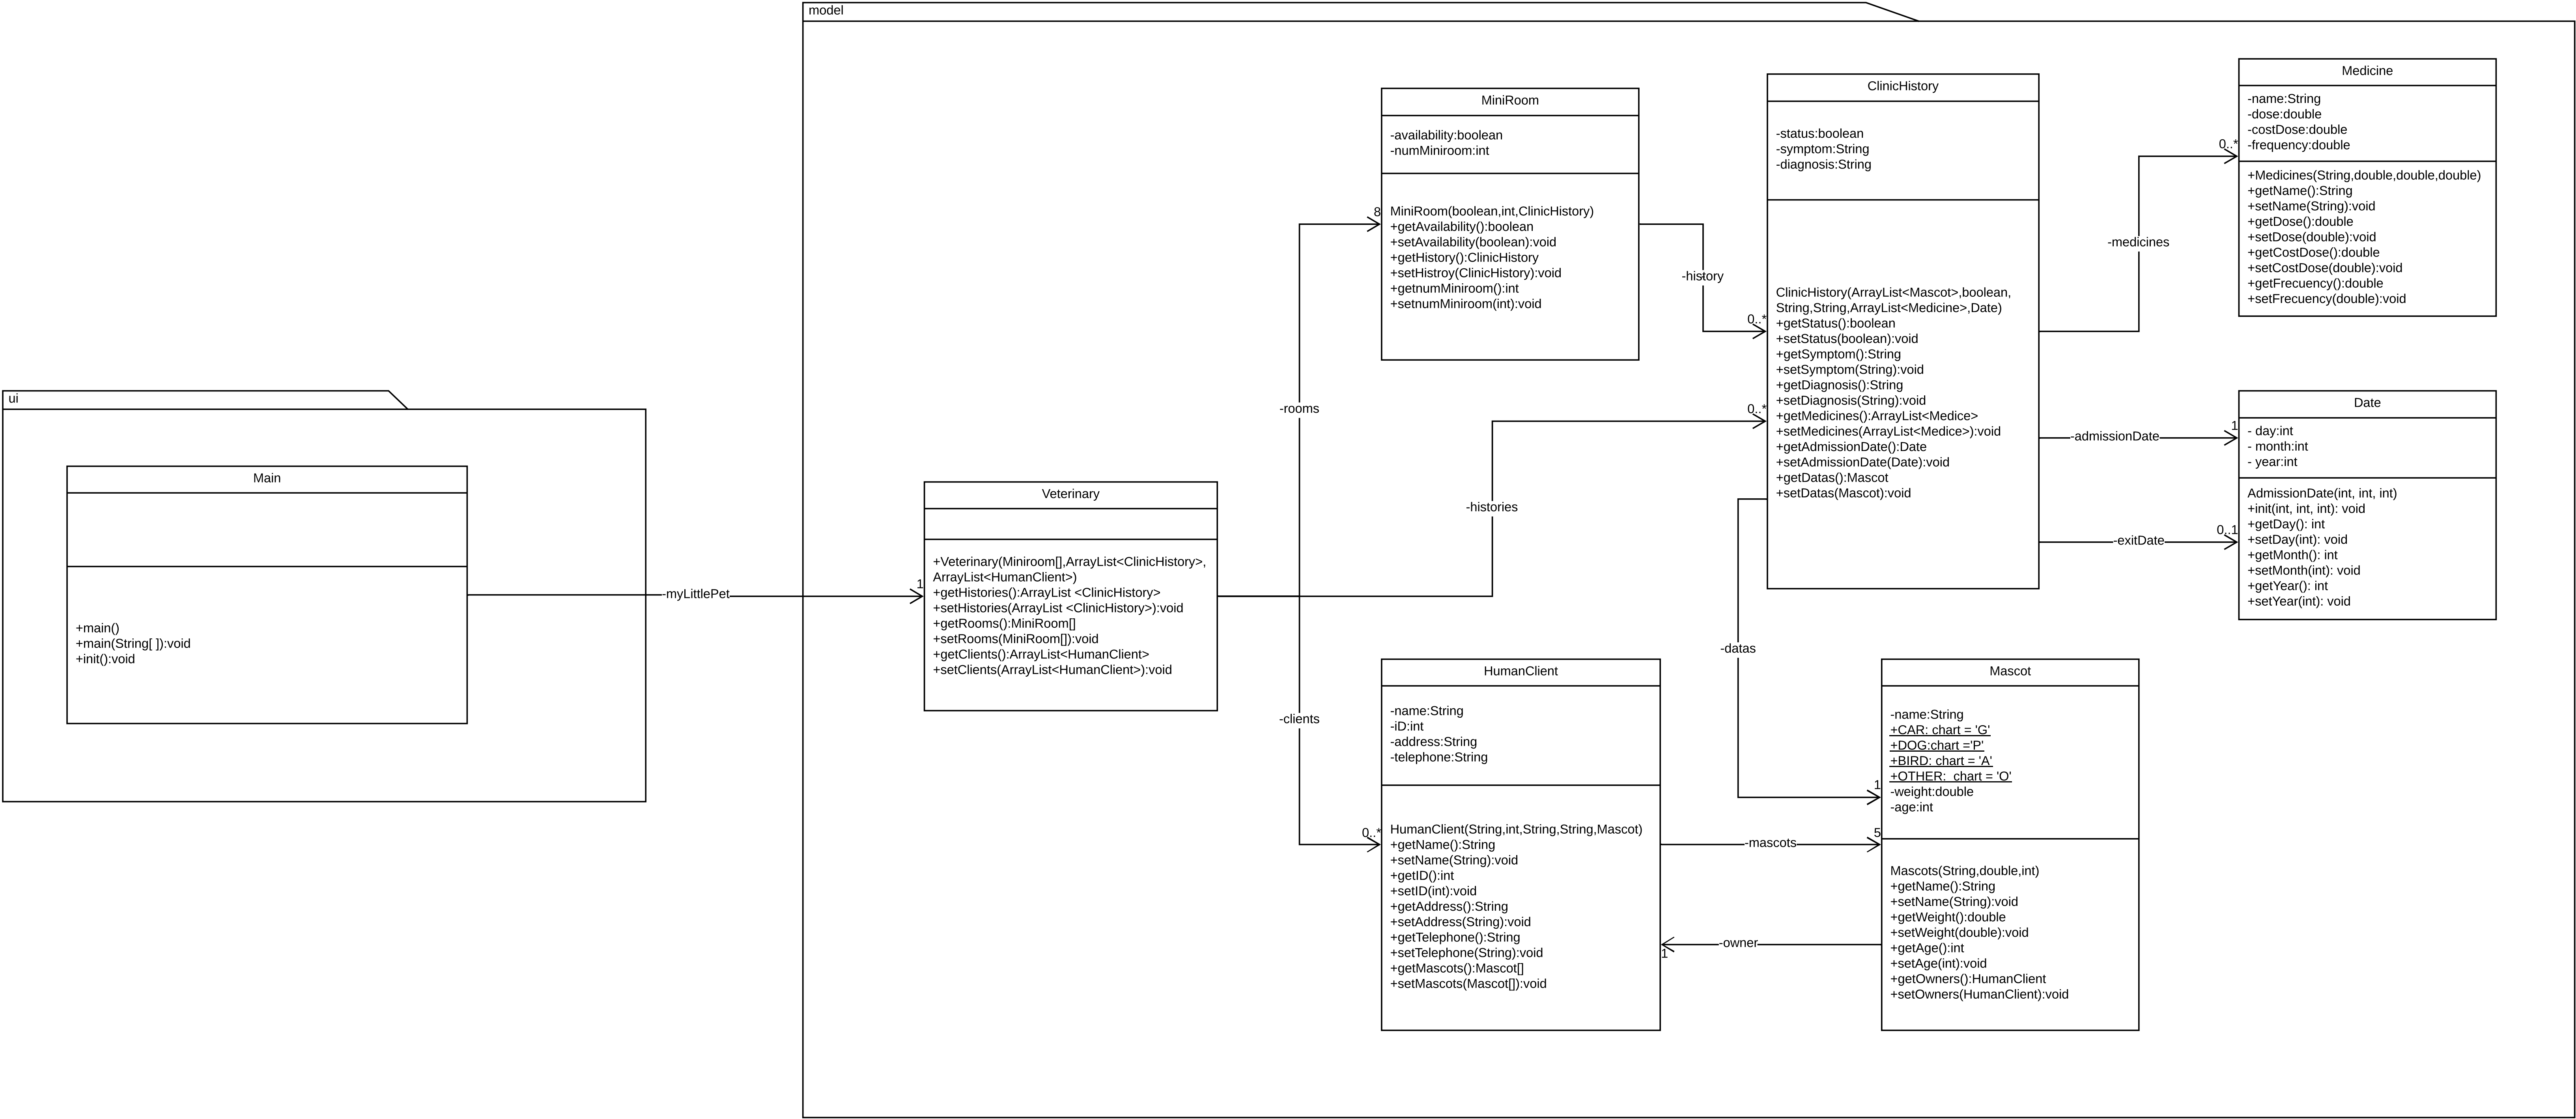 model
ui
Main
+main()
+main(String[ ]):void
+init():void
-myLittlePet
1
Veterinary
+Veterinary(Miniroom[],ArrayList<ClinicHistory>,
ArrayList<HumanClient>)
+getHistories():ArrayList <ClinicHistory>
+setHistories(ArrayList <ClinicHistory>):void
+getRooms():MiniRoom[]
+setRooms(MiniRoom[]):void
+getClients():ArrayList<HumanClient>
+setClients(ArrayList<HumanClient>):void
-rooms
8
-histories
0..*
-clients
0..*
MiniRoom
-availability:boolean
-numMiniroom:int
MiniRoom(boolean,int,ClinicHistory)
+getAvailability():boolean
+setAvailability(boolean):void
+getHistory():ClinicHistory
+setHistroy(ClinicHistory):void
+getnumMiniroom():int
+setnumMiniroom(int):void
-history
0..*
ClinicHistory
-status:boolean
-symptom:String
-diagnosis:String
ClinicHistory(ArrayList<Mascot>,boolean,
String,String,ArrayList<Medicine>,Date)
+getStatus():boolean
+setStatus(boolean):void
+getSymptom():String
+setSymptom(String):void
+getDiagnosis():String
+setDiagnosis(String):void
+getMedicines():ArrayList<Medice>
+setMedicines(ArrayList<Medice>):void
+getAdmissionDate():Date
+setAdmissionDate(Date):void
+getDatas():Mascot
+setDatas(Mascot):void
-medicines
0..*
-admissionDate
1
-exitDate
0..1
-datas
1
Medicine
-name:String
-dose:double
-costDose:double
-frequency:double
+Medicines(String,double,double,double)
+getName():String
+setName(String):void
+getDose():double
+setDose(double):void
+getCostDose():double
+setCostDose(double):void
+getFrecuency():double
+setFrecuency(double):void
Date
- day:int
- month:int
- year:int
AdmissionDate(int, int, int)
+init(int, int, int): void
+getDay(): int
+setDay(int): void
+getMonth(): int
+setMonth(int): void
+getYear(): int
+setYear(int): void
HumanClient
-name:String
-iD:int
-address:String
-telephone:String
HumanClient(String,int,String,String,Mascot)
+getName():String
+setName(String):void
+getID():int
+setID(int):void
+getAddress():String
+setAddress(String):void
+getTelephone():String
+setTelephone(String):void
+getMascots():Mascot[]
+setMascots(Mascot[]):void
-mascots
5
-owner
1
Mascot
-name:String
+CAR: chart = 'G'
+DOG:chart ='P'
+BIRD: chart = 'A'
+OTHER:  chart = 'O'
-weight:double
-age:int
Mascots(String,double,int)
+getName():String
+setName(String):void
+getWeight():double
+setWeight(double):void
+getAge():int
+setAge(int):void
+getOwners():HumanClient
+setOwners(HumanClient):void